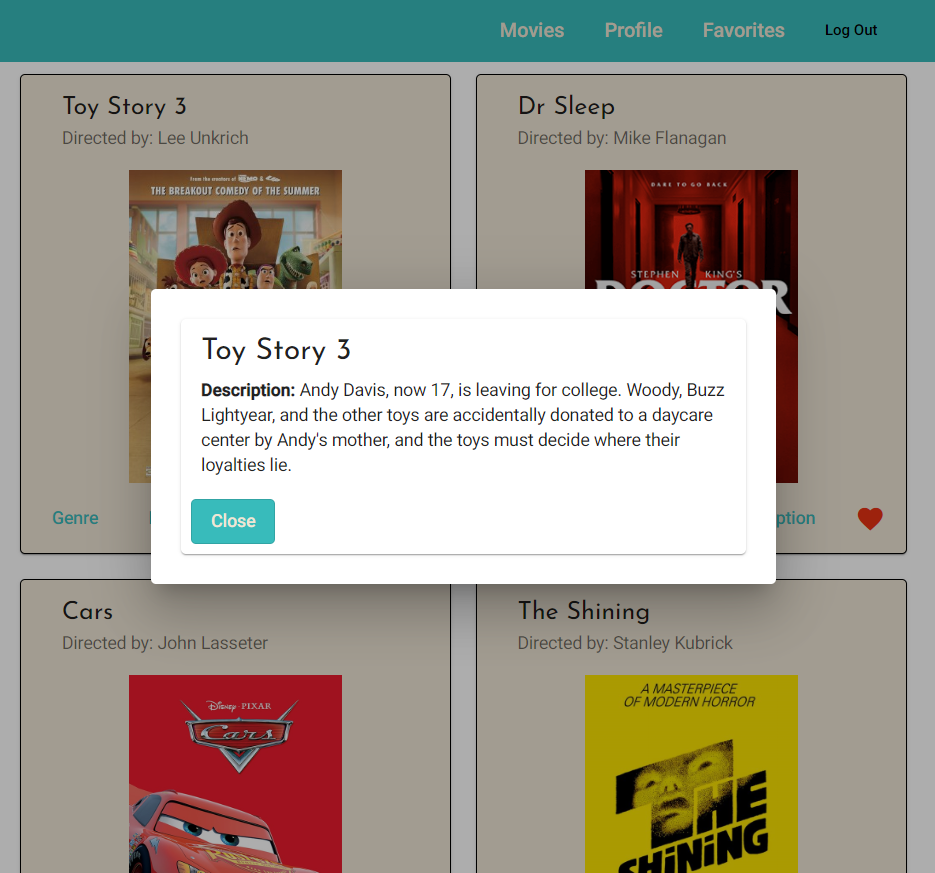 Movies Profile Favorites Log Out
Toy Story 3
Directed by: Lee Unkrich
From the creators of
THE BREAKOUT COMEDY OF THE SUMMER
Dr Sleep
Directed by: Mike Flanagan
DARE TO GO BACK
STEPHEN KING'S
DOCTOR
Toy Story 3
Description: Andy Davis, now 17, is leaving for college. Woody, Buzz
Lightyear, and the other toys are accidentally donated to a daycare
center by Andy's mother, and the toys must decide where their
loyalties lie.
Close
Genre
ption
Cars
Directed by: John Lasseter
Disney · PIXAR
Cars
The Shining
Directed by: Stanley Kubrick
A MASTERPIECE
OF MODERN HORROR
THE
SHiNiNG